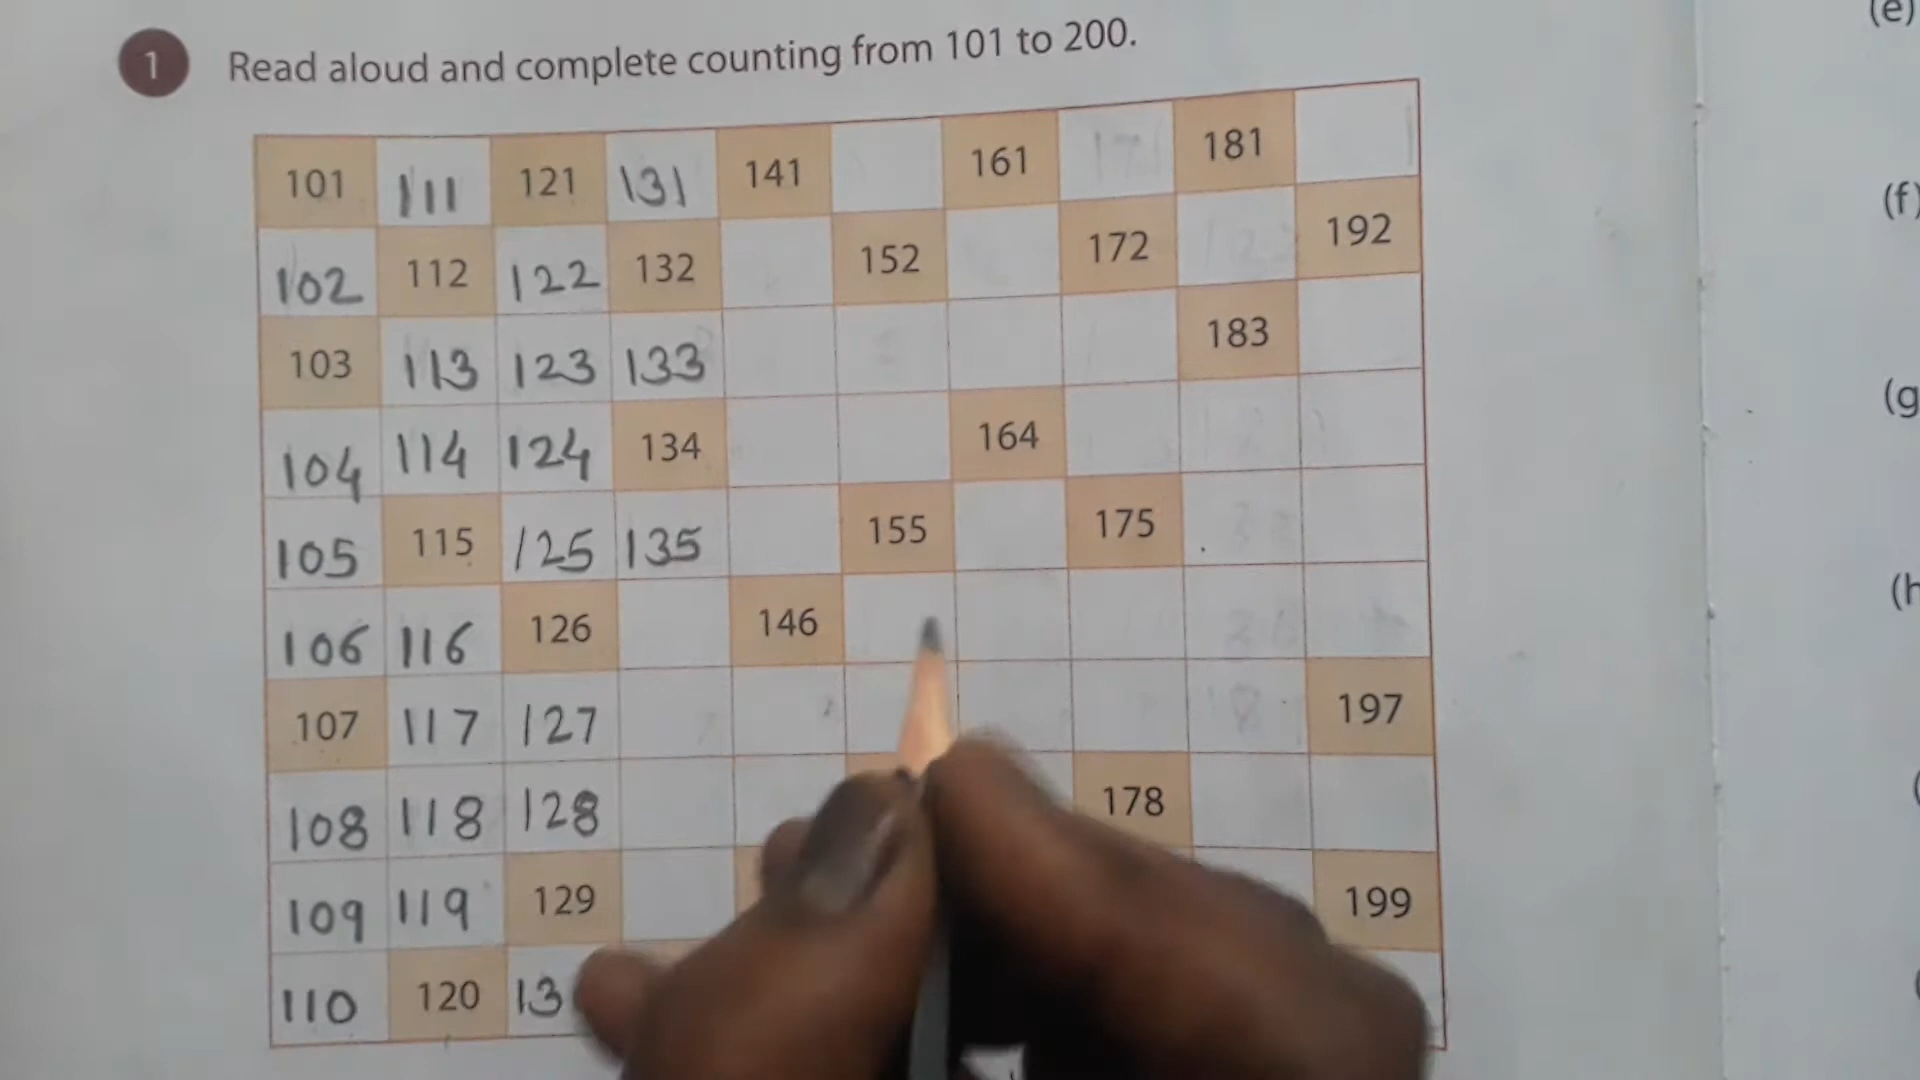 1 Read aloud and complete counting from 101 to 200.
101 111 121 131 141 161 171 181
102 112 122 132 152 172 192
103 113 123 133 183
104 114 124 134 164
105 115 125 135 155 175
106 116 126 146
107 117 127 197
108 118 128 178
109 119 129 199
110 120 13
(e)
(f)
(g
(h